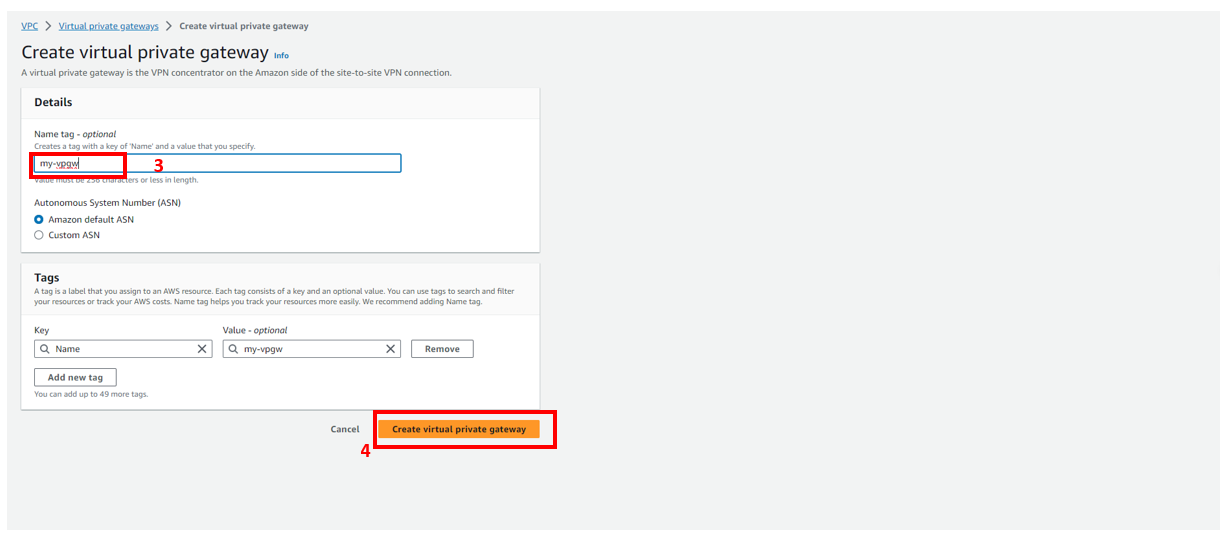 VPC > Virtual private gateways > Create virtual private gateway
Create virtual private gateway Info
A virtual private gateway is the VPN concentrator on the Amazon side of the site-to-site VPN connection.
Details
Name tag - optional
Creates a tag with a key of 'Name' and a value that you specify.
my-vpgw
3
Value must be 256 characters or less in length.
Autonomous System Number (ASN)
Amazon default ASN
Custom ASN
Tags
A tag is a label that you assign to an AWS resource. Each tag consists of a key and an optional value. You can use tags to search and filter
your resources or track your AWS costs. Name tag helps you track your resources more easily. We recommend adding Name tag.
Key Value - optional
Name my-vpgw Remove
Add new tag
You can add up to 49 more tags.
Cancel Create virtual private gateway
4